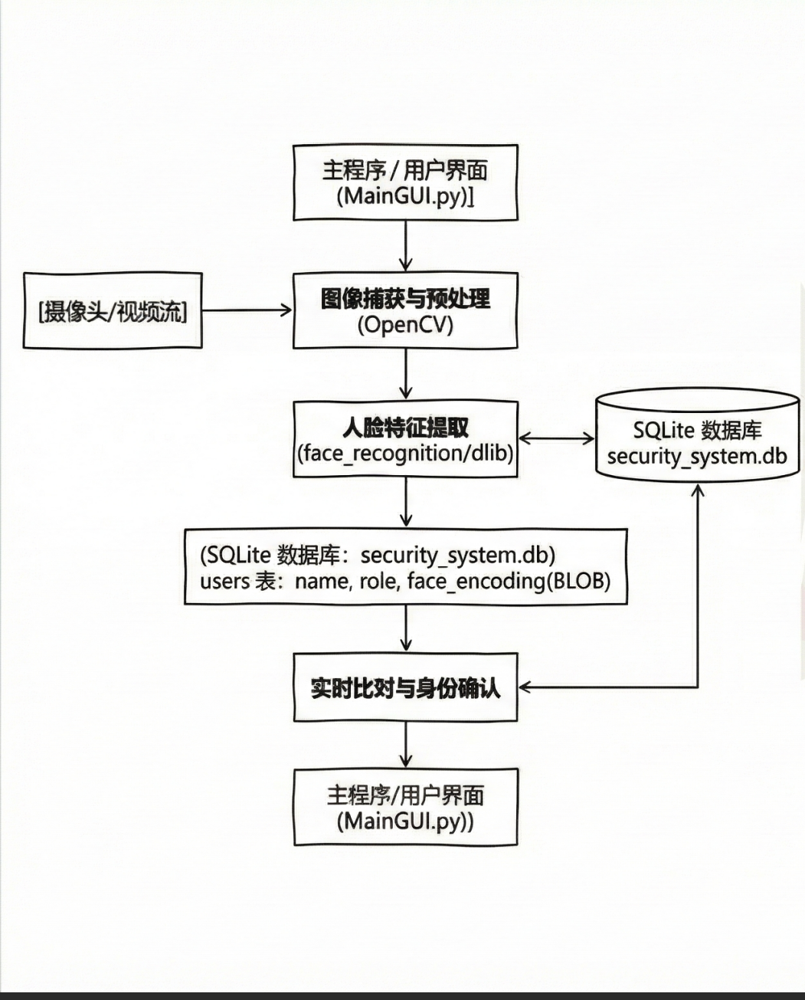 主程序 / 用户界面
(MainGUI.py)]
[摄像头/视频流]
图像捕获与预处理
(OpenCV)
人脸特征提取
(face_recognition/dlib)
SQLite 数据库
security_system.db
(SQLite 数据库：security_system.db)
users 表：name, role, face_encoding(BLOB)
实时比对与身份确认
主程序/用户界面
(MainGUI.py))